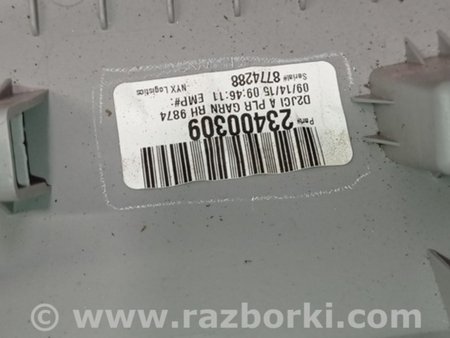 Part# 23400309
D2JCI A PLR GARN RH 9874
09/14/15 09:46:11 EMP#:
Serial# 8774288 NYX Logistics
www.razborki.com